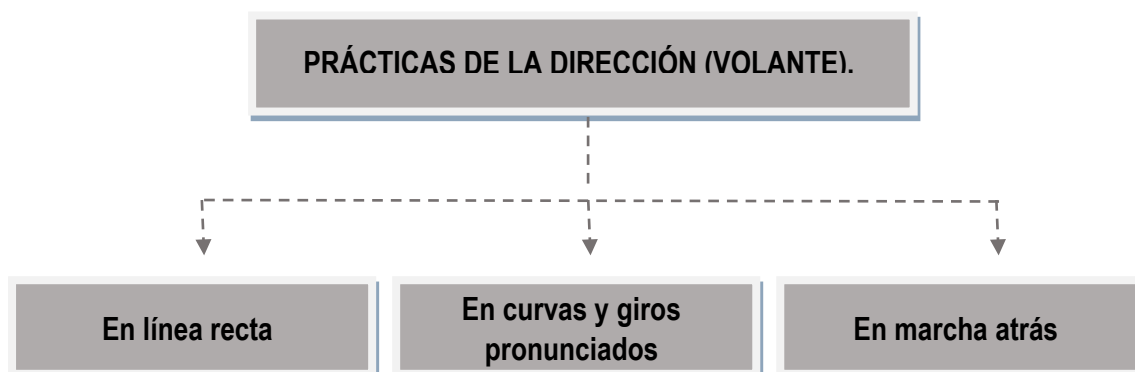 PRÁCTICAS DE LA DIRECCIÓN (VOLANTE).
En línea recta
En curvas y giros
pronunciados
En marcha atrás